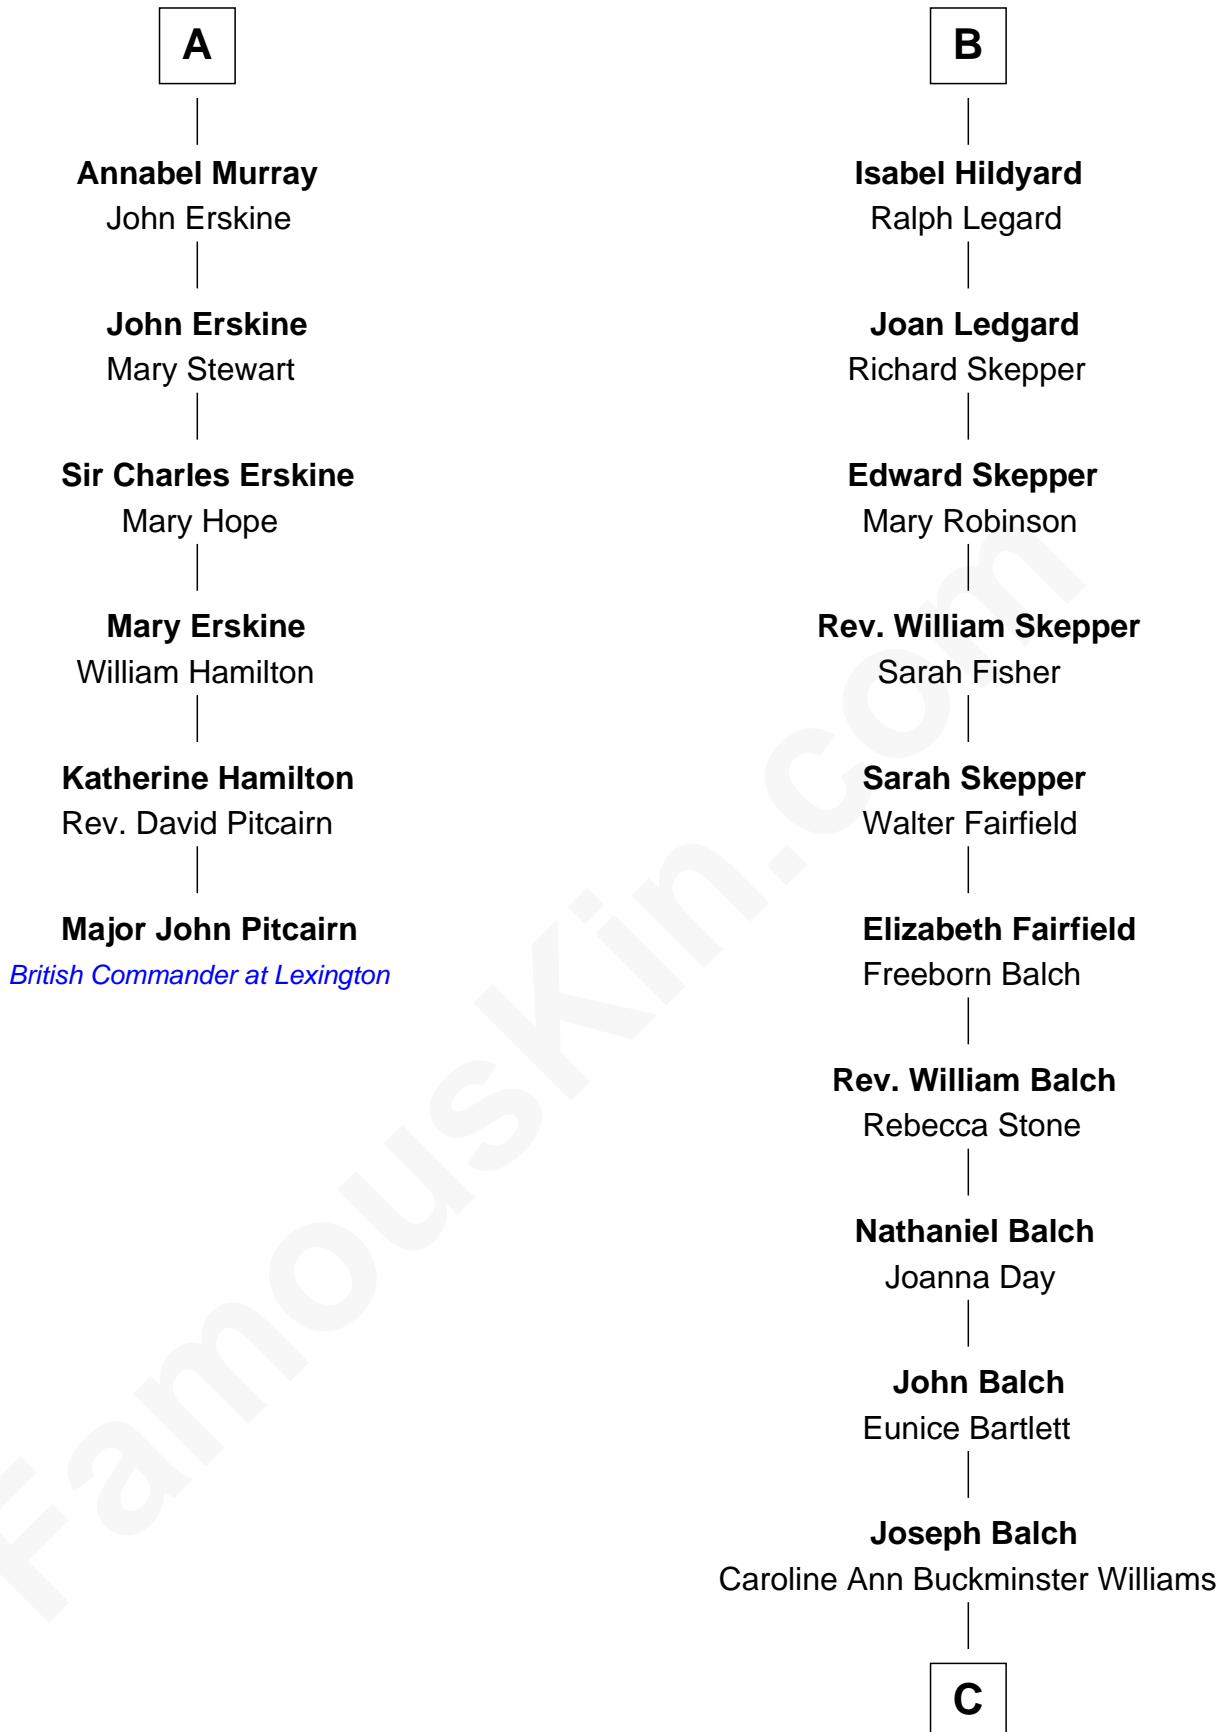 A
Annabel Murray
John Erskine
John Erskine
Mary Stewart
Sir Charles Erskine
Mary Hope
Mary Erskine
William Hamilton
Katherine Hamilton
Rev. David Pitcairn
Major John Pitcairn
British Commander at Lexington
B
Isabel Hildyard
Ralph Legard
Joan Ledgard
Richard Skepper
Edward Skepper
Mary Robinson
Rev. William Skepper
Sarah Fisher
Sarah Skepper
Walter Fairfield
Elizabeth Fairfield
Freeborn Balch
Rev. William Balch
Rebecca Stone
Nathaniel Balch
Joanna Day
John Balch
Eunice Bartlett
Joseph Balch
Caroline Ann Buckminster Williams
C
FamousKin.com